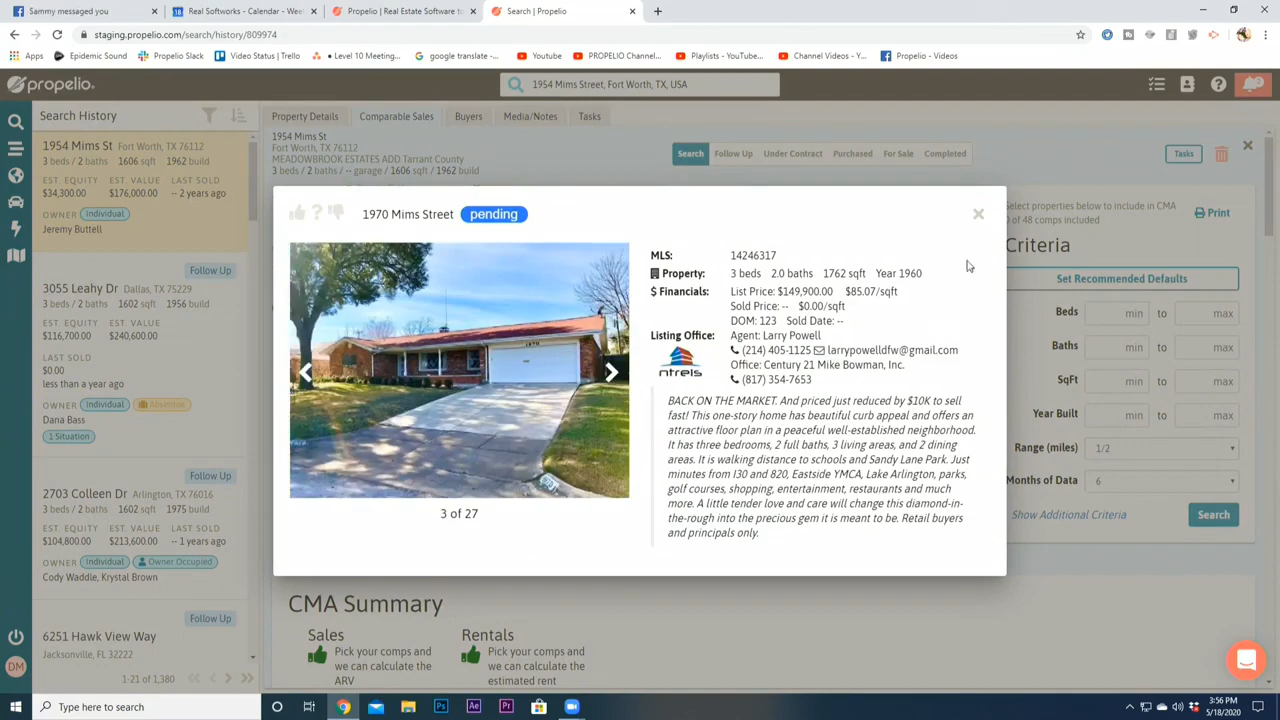 Sammy messaged you
Real Softworks - Calendar - Wee
Propelio | Real Estate Software to
Search | Propelio
staging.propelio.com/search/history/809974
Apps
Epidemic Sound
Propelio Slack
Video Status | Trello
Level 10 Meeting...
google translate -...
Youtube
PROPELIO Channel...
Playlists - YouTube...
Channel Videos - Y...
Propelio - Videos
propelio
1954 Mims Street, Fort Worth, TX, USA
Search History
Property Details
Comparable Sales
Buyers
Media/Notes
Tasks
1954 Mims St Fort Worth, TX 76112
3 beds / 2 baths 1606 sqft 1962 build
EST. EQUITY EST. VALUE LAST SOLD
$34,300.00 $176,000.00 -- 2 years ago
OWNER Individual
Jeremy Buttell
Follow Up
3055 Leahy Dr Dallas, TX 75229
3 beds / 2 baths 1602 sqft 1956 build
EST. EQUITY EST. VALUE
$116,700.00 $240,600.00
LAST SOLD
$0.00
less than a year ago
OWNER Individual Absentee
Dana Bass
1 Situation
Follow Up
2703 Colleen Dr Arlington, TX 76016
3 beds / 2 baths 1602 sqft 1975 build
EST. EQUITY EST. VALUE LAST SOLD
$104,800.00 $213,600.00 -- 1 years ago
OWNER Individual Owner Occupied
Cody Waddle, Krystal Brown
Follow Up
6251 Hawk View Way
Jacksonville, FL 32222
1-21 of 1,380
DM
1954 Mims St
Fort Worth, TX 76112
MEADOWBROOK ESTATES ADD Tarrant County
3 beds / 2 baths / -- garage / 1606 sqft / 1962 build
Search Follow Up Under Contract Purchased For Sale Completed
Tasks
1970 Mims Street pending
3 of 27
MLS: 14246317
Property: 3 beds 2.0 baths 1762 sqft Year 1960
$ Financials: List Price: $149,900.00 $85.07/sqft
Sold Price: -- $0.00/sqft
DOM: 123 Sold Date: --
Listing Office: Agent: Larry Powell
(214) 405-1125 larrypowelldfw@gmail.com
Office: Century 21 Mike Bowman, Inc.
(817) 354-7653
ntreis
BACK ON THE MARKET. And priced just reduced by $10K to sell
fast! This one-story home has beautiful curb appeal and offers an
attractive floor plan in a peaceful well-established neighborhood.
It has three bedrooms, 2 full baths, 3 living areas, and 2 dining
areas. It is walking distance to schools and Sandy Lane Park. Just
minutes from I30 and 820, Eastside YMCA, Lake Arlington, parks,
golf courses, shopping, entertainment, restaurants and much
more. A little tender love and care will change this diamond-in-
the-rough into the precious gem it is meant to be. Retail buyers
and principals only.
Select properties below to include in CMA
0 of 48 comps included
Print
Criteria
Set Recommended Defaults
Beds min to max
Baths min to max
SqFt min to max
Year Built min to max
Range (miles) 1/2
Months of Data 6
Show Additional Criteria
Search
CMA Summary
Sales
Pick your comps and
we can calculate the
ARV
Rentals
Pick your comps and
we can calculate the
estimated rent
Type here to search
3:56 PM
5/18/2020